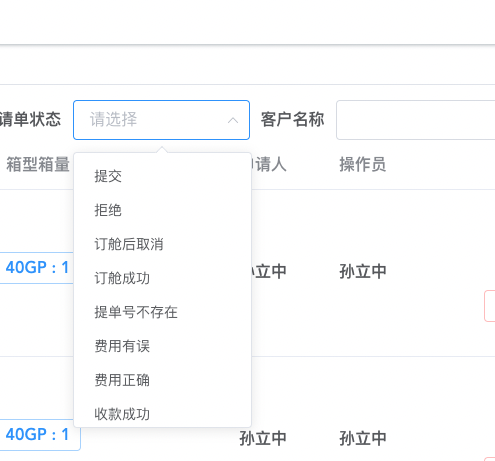 请单状态 请选择 客户名称
箱型箱量 申请人 操作员
提交
拒绝
订舱后取消
40GP : 1 订舱成功 孙立中 孙立中
提单号不存在
费用有误
费用正确
收款成功
40GP : 1 孙立中 孙立中